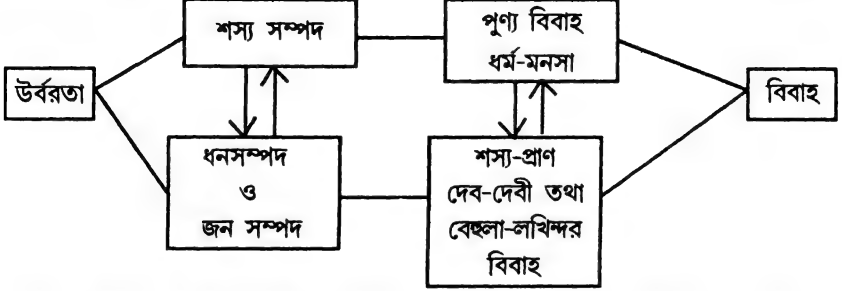 শস্য সম্পদ
পুণ্য বিবাহ
ধর্ম-মনসা
উর্বরতা
বিবাহ
ধনসম্পদ
ও
জন সম্পদ
শস্য-প্রাণ
দেব-দেবী তথা
বেহুলা-লখিন্দর
বিবাহ